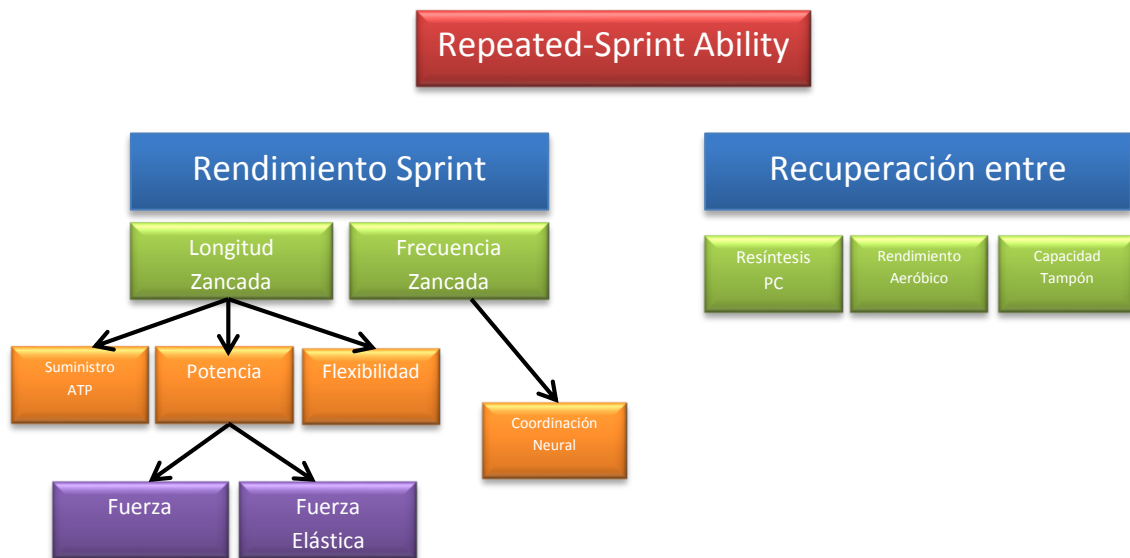 Repeated-Sprint Ability
Rendimiento Sprint
Recuperación entre
Longitud
Zancada
Frecuencia
Zancada
Resíntesis
PC
Rendimiento
Aeróbico
Capacidad
Tampón
Suministro
ATP
Potencia
Flexibilidad
Coordinación
Neural
Fuerza
Fuerza
Elástica